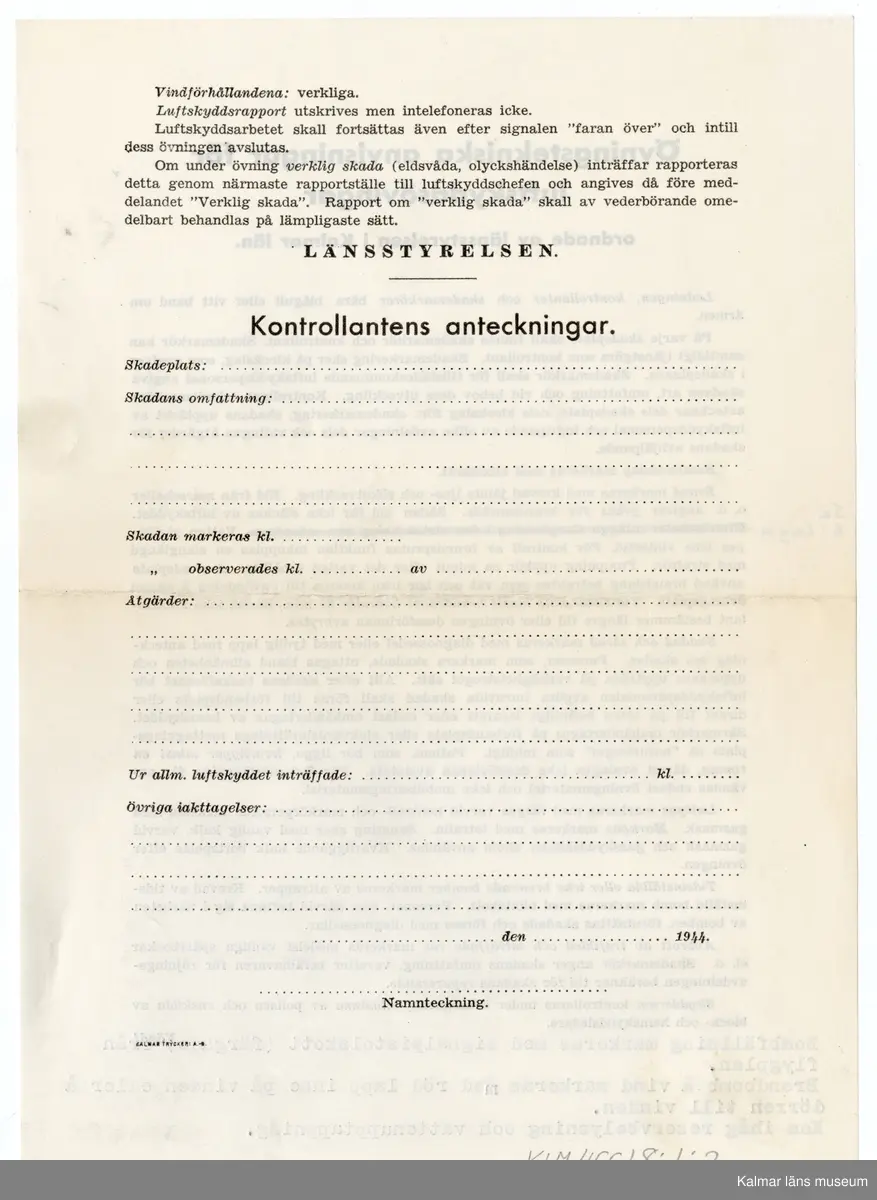 Vindförhållandena: verkliga.
Luftskyddsrapport utskrives men intelefoneras icke.
Luftskyddsarbetet skall fortsättas även efter signalen ”faran över” och intill
dess övningen avslutas.
Om under övning verklig skada (eldsvåda, olyckshändelse) inträffar rapporteras
detta genom närmaste rapportställe till luftskyddschefen och angives då före med-
delandet ”Verklig skada”. Rapport om ”verklig skada” skall av vederbörande ome-
delbart behandlas på lämpligaste sätt.
LÄNSSTYRELSEN.
Kontrollantens anteckningar.
Skadeplats:
Skadans omfattning:
Skadan markeras kl.
„ observerades kl. av
Åtgärder:
Ur allm. luftskyddet inträffade: kl.
Övriga iakttagelser:
den 1944.
Namnteckning.
KALMAR TRYCKERI A.-B.
Kalmar läns museum